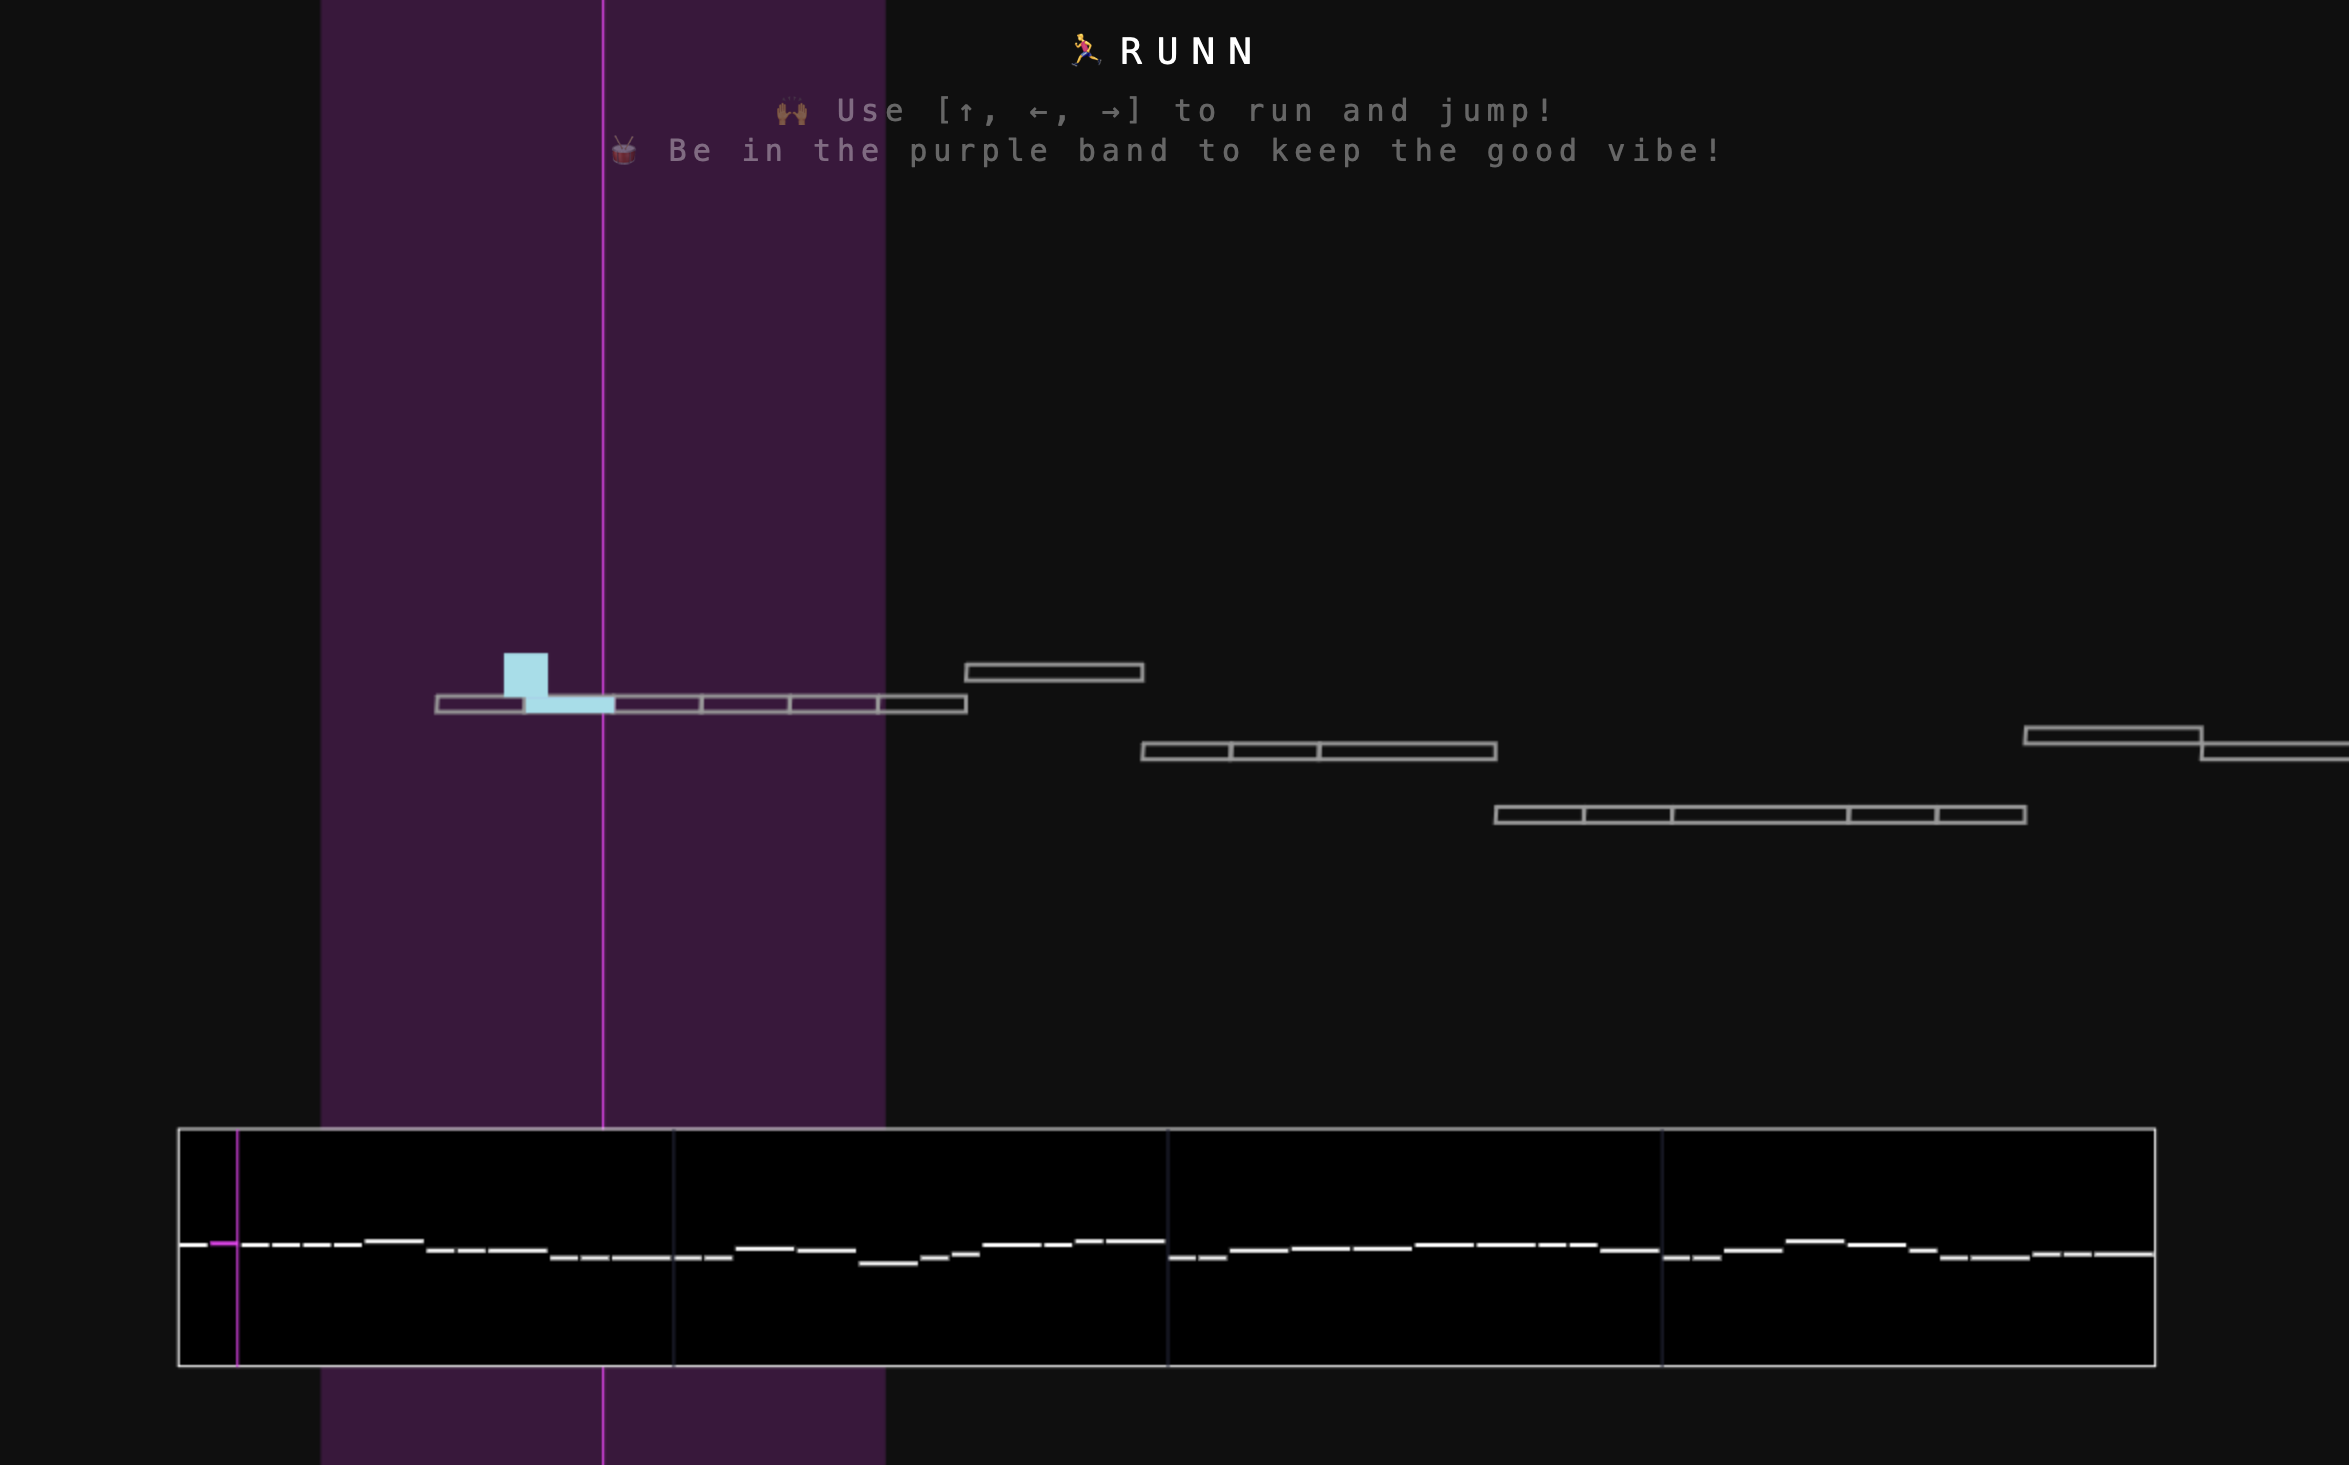 🏃 RUNN
🙌🏾 Use [↑, ←, →] to run and jump!
🥁 Be in the purple band to keep the good vibe!